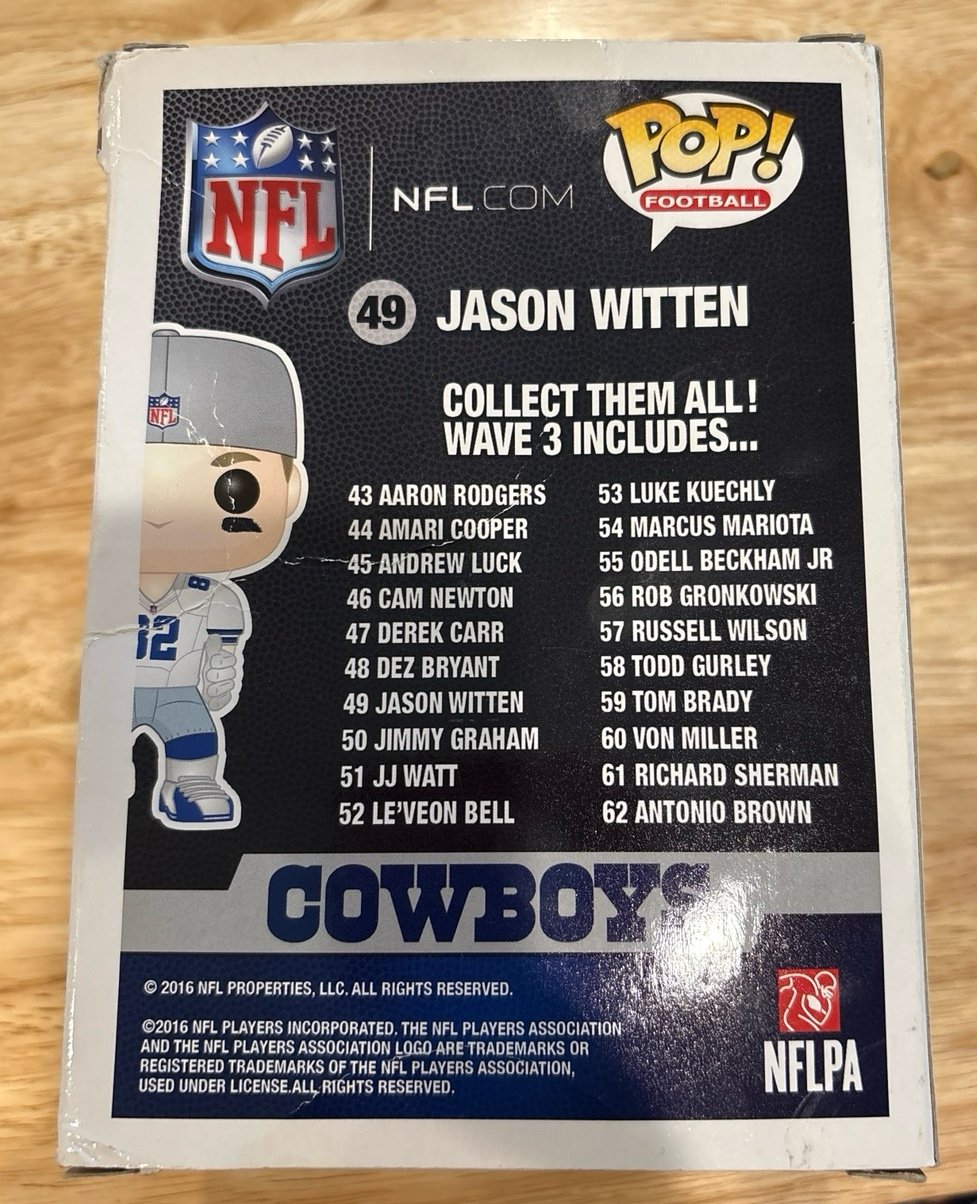 NFL
NFL.COM
POP!
FOOTBALL
49 JASON WITTEN
COLLECT THEM ALL!
WAVE 3 INCLUDES...
NFL
8
82
43 AARON RODGERS
44 AMARI COOPER
45 ANDREW LUCK
46 CAM NEWTON
47 DEREK CARR
48 DEZ BRYANT
49 JASON WITTEN
50 JIMMY GRAHAM
51 JJ WATT
52 LE'VEON BELL
53 LUKE KUECHLY
54 MARCUS MARIOTA
55 ODELL BECKHAM JR
56 ROB GRONKOWSKI
57 RUSSELL WILSON
58 TODD GURLEY
59 TOM BRADY
60 VON MILLER
61 RICHARD SHERMAN
62 ANTONIO BROWN
COWBOYS
© 2016 NFL PROPERTIES, LLC. ALL RIGHTS RESERVED.
©2016 NFL PLAYERS INCORPORATED. THE NFL PLAYERS ASSOCIATION
AND THE NFL PLAYERS ASSOCIATION LOGO ARE TRADEMARKS OR
REGISTERED TRADEMARKS OF THE NFL PLAYERS ASSOCIATION,
USED UNDER LICENSE.ALL RIGHTS RESERVED.
NFLPA